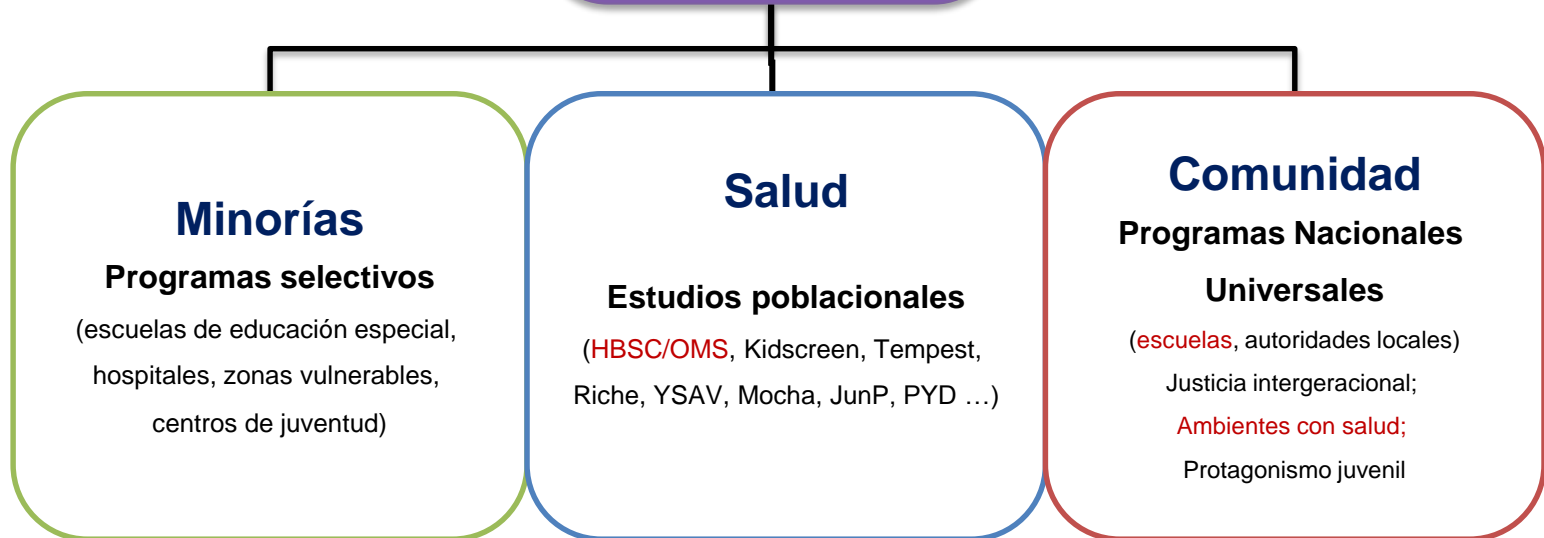 Minorías
Programas selectivos
(escuelas de educación especial,
hospitales, zonas vulnerables,
centros de juventud)
Salud
Estudios poblacionales
(HBSC/OMS, Kidscreen, Tempest,
Riche, YSAV, Mocha, JunP, PYD ...)
Comunidad
Programas Nacionales
Universales
(escuelas, autoridades locales)
Justicia intergeracional;
Ambientes con salud;
Protagonismo juvenil